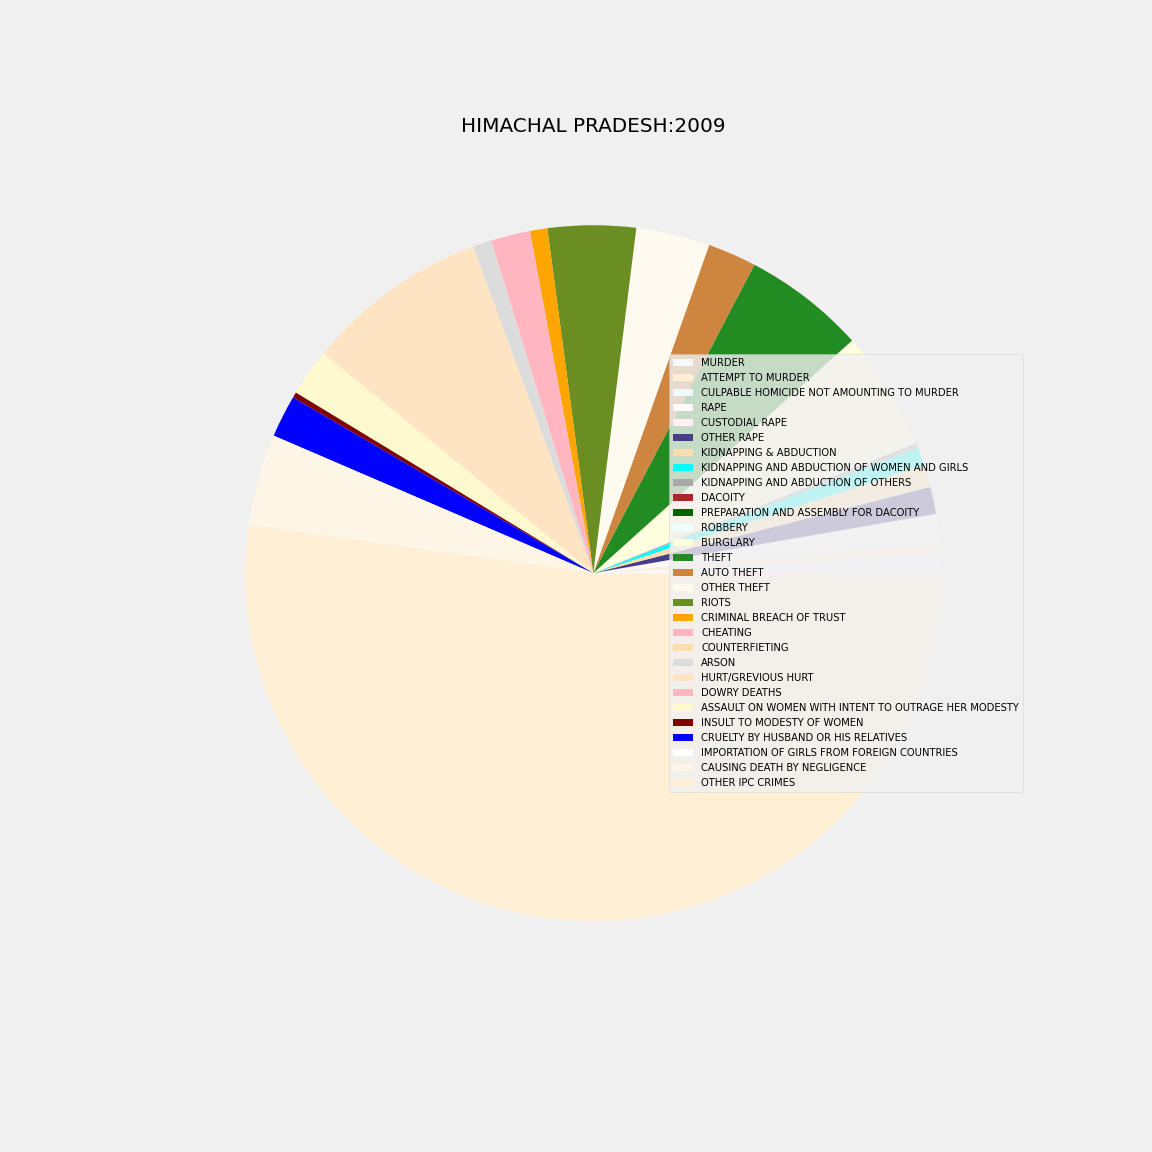 HIMACHAL PRADESH:2009
MURDER
ATTEMPT TO MURDER
CULPABLE HOMICIDE NOT AMOUNTING TO MURDER
RAPE
CUSTODIAL RAPE
OTHER RAPE
KIDNAPPING & ABDUCTION
KIDNAPPING AND ABDUCTION OF WOMEN AND GIRLS
KIDNAPPING AND ABDUCTION OF OTHERS
DACOITY
PREPARATION AND ASSEMBLY FOR DACOITY
ROBBERY
BURGLARY
THEFT
AUTO THEFT
OTHER THEFT
RIOTS
CRIMINAL BREACH OF TRUST
CHEATING
COUNTERFIETING
ARSON
HURT/GREVIOUS HURT
DOWRY DEATHS
ASSAULT ON WOMEN WITH INTENT TO OUTRAGE HER MODESTY
INSULT TO MODESTY OF WOMEN
CRUELTY BY HUSBAND OR HIS RELATIVES
IMPORTATION OF GIRLS FROM FOREIGN COUNTRIES
CAUSING DEATH BY NEGLIGENCE
OTHER IPC CRIMES